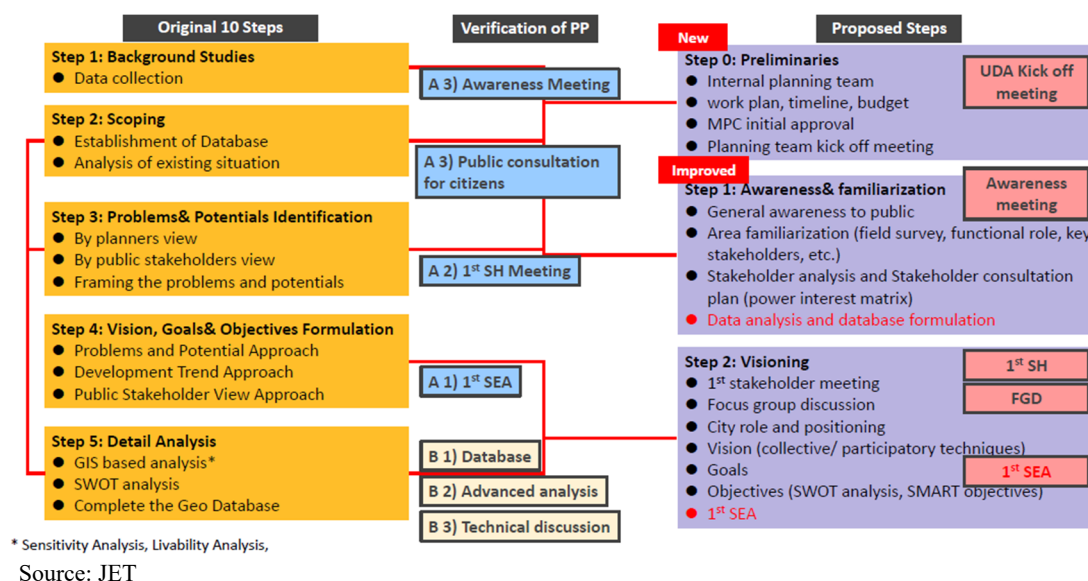 Original 10 Steps
Step 1: Background Studies
● Data collection
Step 2: Scoping
● Establishment of Database
● Analysis of existing situation
Step 3: Problems& Potentials Identification
● By planners view
● By public stakeholders view
● Framing the problems and potentials
Step 4: Vision, Goals& Objectives Formulation
● Problems and Potential Approach
● Development Trend Approach
● Public Stakeholder View Approach
Step 5: Detail Analysis
● GIS based analysis*
● SWOT analysis
● Complete the Geo Database
Verification of PP
A 3) Awareness Meeting
A 3) Public consultation
for citizens
A 2) 1st SH Meeting
A 1) 1st SEA
B 1) Database
B 2) Advanced analysis
B 3) Technical discussion
Proposed Steps
New
Step 0: Preliminaries
● Internal planning team
● work plan, timeline, budget
● MPC initial approval
● Planning team kick off meeting
UDA Kick off
meeting
Improved
Step 1: Awareness& familiarization
● General awareness to public
● Area familiarization (field survey, functional role, key
stakeholders, etc.)
● Stakeholder analysis and Stakeholder consultation
plan (power interest matrix)
● Data analysis and database formulation
Awareness
meeting
Step 2: Visioning
● 1st stakeholder meeting
● Focus group discussion
● City role and positioning
● Vision (collective/ participatory techniques)
● Goals
● Objectives (SWOT analysis, SMART objectives)
● 1st SEA
1st SH
FGD
1st SEA
* Sensitivity Analysis, Livability Analysis,
Source: JET